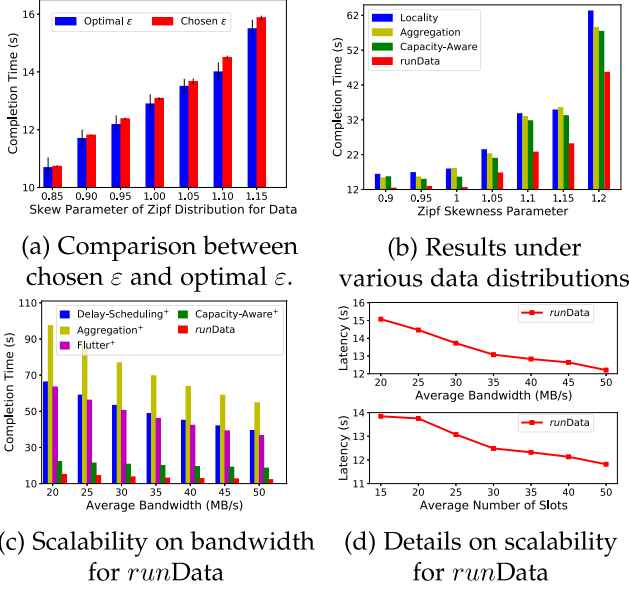 16
14
12
10
Completion Time (s)
Optimal ε
Chosen ε
0.85 0.90 0.95 1.00 1.05 1.10 1.15
Skew Parameter of Zipf Distribution for Data
(a) Comparison between
chosen ε and optimal ε.
62
52
42
32
22
12
Completion Time (s)
Locality
Aggregation
Capacity-Aware
runData
0.9 0.95 1 1.05 1.1 1.15 1.2
Zipf Skewness Parameter
(b) Results under
various data distributions
110
90
70
50
30
10
Completion Time (s)
Delay-Scheduling+
Aggregation+
Flutter+
Capacity-Aware+
runData
20 25 30 35 40 45 50
Average Bandwidth (MB/s)
(c) Scalability on bandwidth
for runData
16
15
14
13
12
Latency (s)
runData
20 25 30 35 40 45 50
Average Bandwidth (MB/s)
14
13
12
11
Latency (s)
runData
15 20 25 30 35 40 50
Average Number of Slots
(d) Details on scalability
for runData